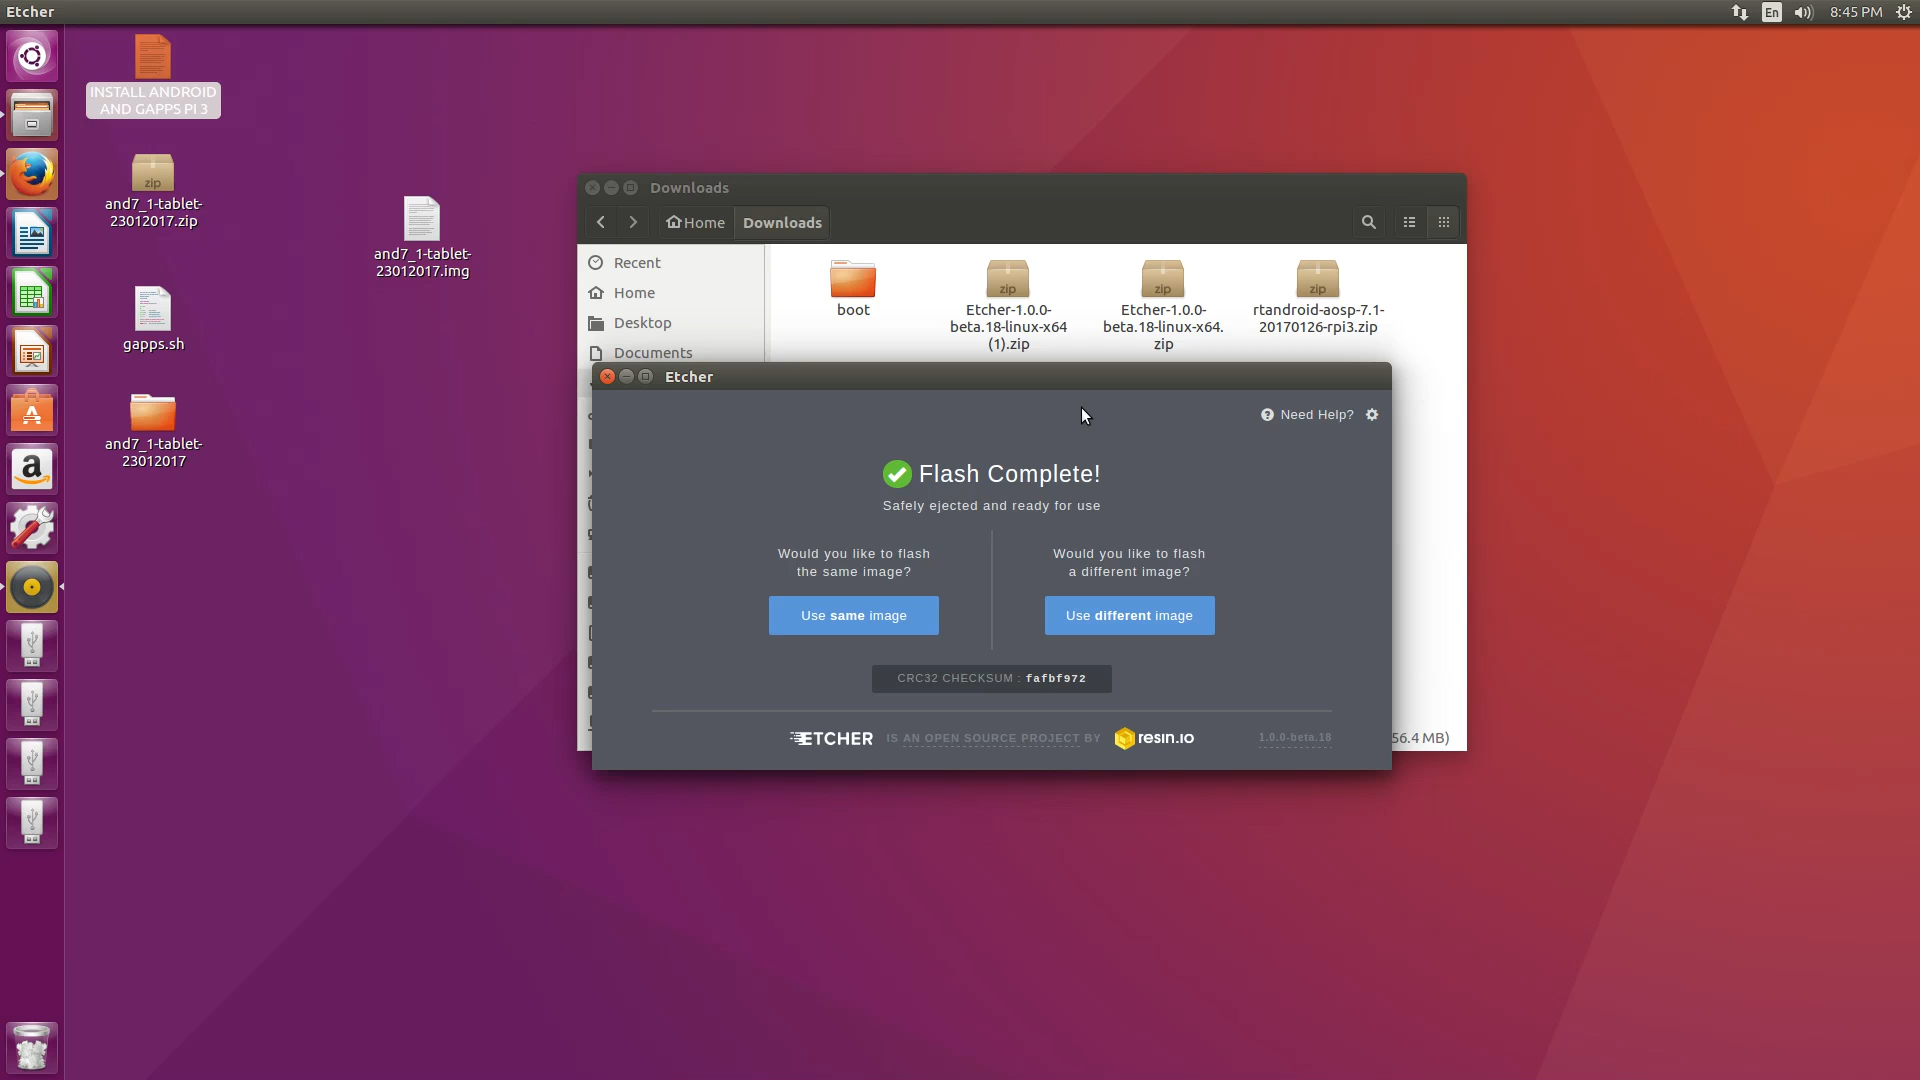 Etcher
En
8:45 PM
INSTALL ANDROID
AND GAPPS PI 3
zip
and7_1-tablet-
23012017.zip
and7_1-tablet-
23012017.img
gapps.sh
and7_1-tablet-
23012017
Downloads
Home
Downloads
Recent
Home
Desktop
Documents
boot
zip
Etcher-1.0.0-
beta.18-linux-x64
(1).zip
zip
Etcher-1.0.0-
beta.18-linux-x64.
zip
zip
rtandroid-aosp-7.1-
20170126-rpi3.zip
Etcher
Need Help?
Flash Complete!
Safely ejected and ready for use
Would you like to flash
the same image?
Use same image
Would you like to flash
a different image?
Use different image
CRC32 CHECKSUM : fafbf972
ETCHER IS AN OPEN SOURCE PROJECT BY resin.io
1.0.0-beta.18
56.4 MB)